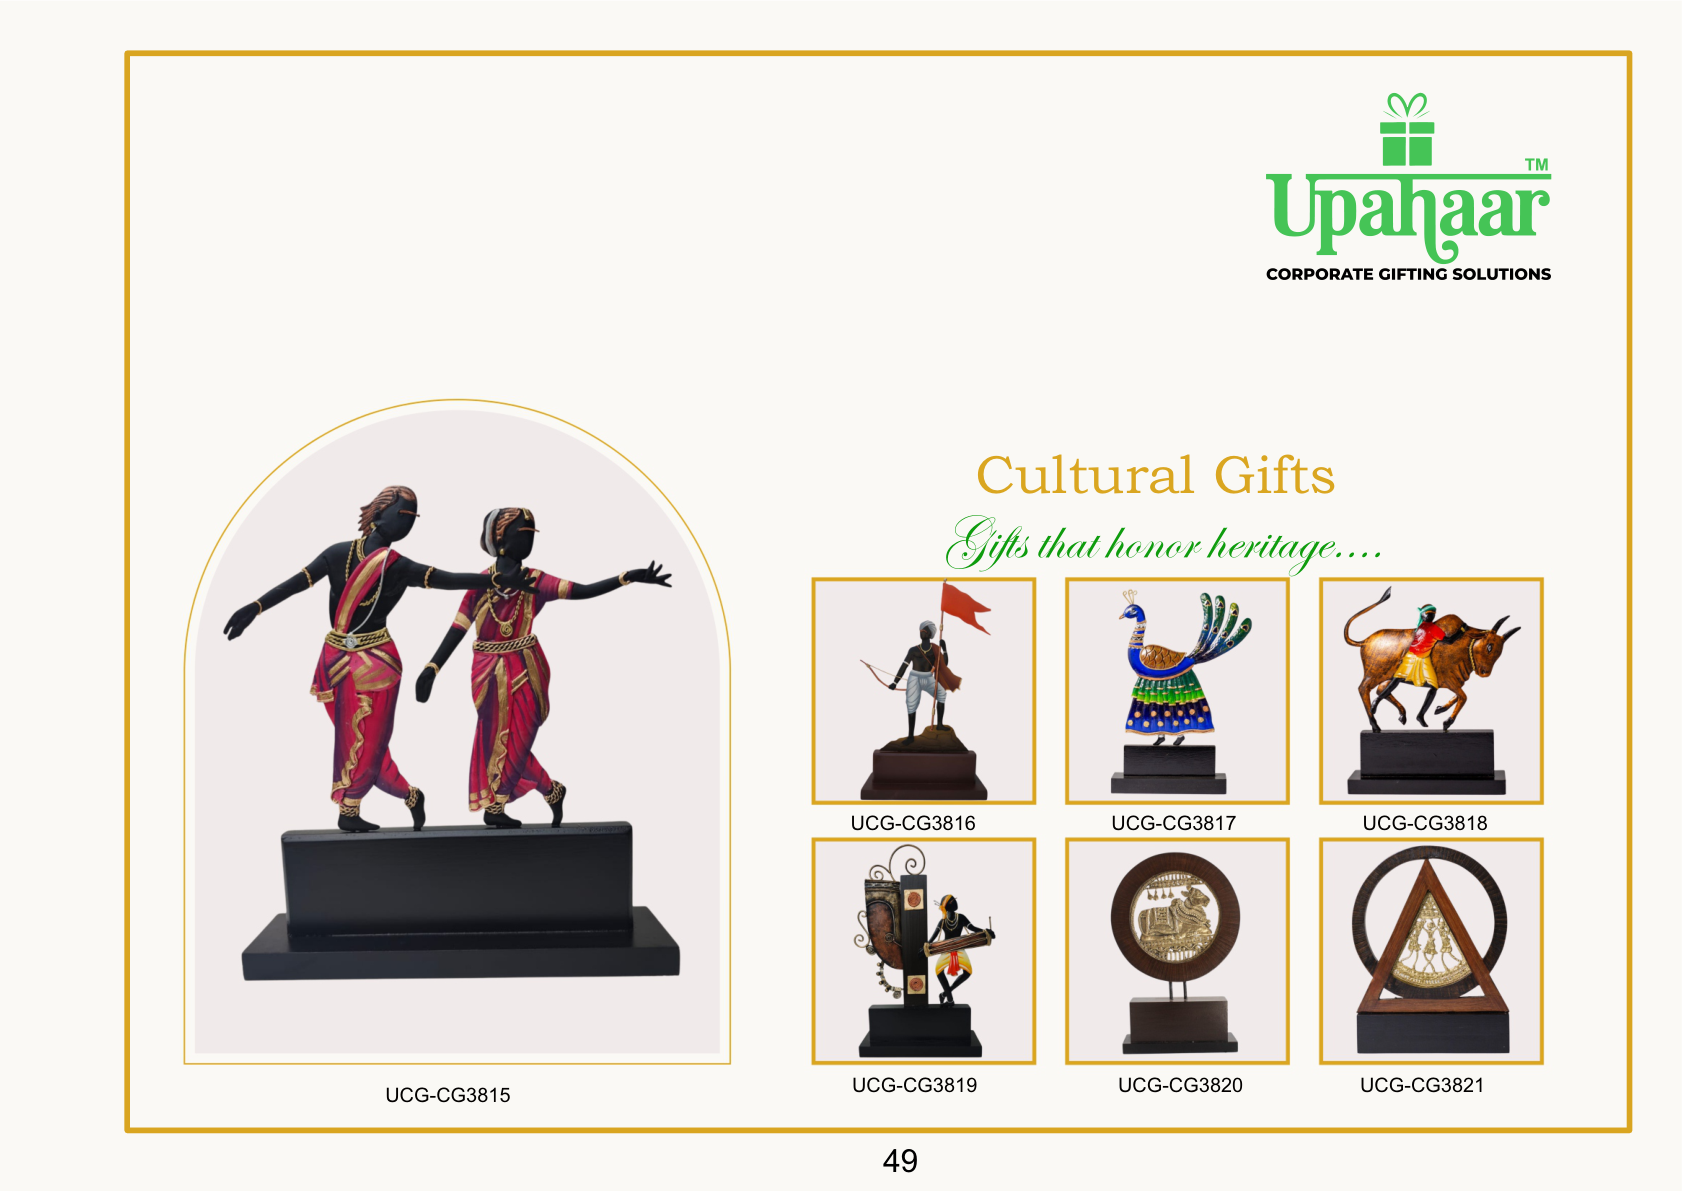 TM
Upahaar
CORPORATE GIFTING SOLUTIONS
Cultural Gifts
Gifts that honor heritage....
UCG-CG3816
UCG-CG3817
UCG-CG3818
UCG-CG3819
UCG-CG3820
UCG-CG3821
UCG-CG3815
49